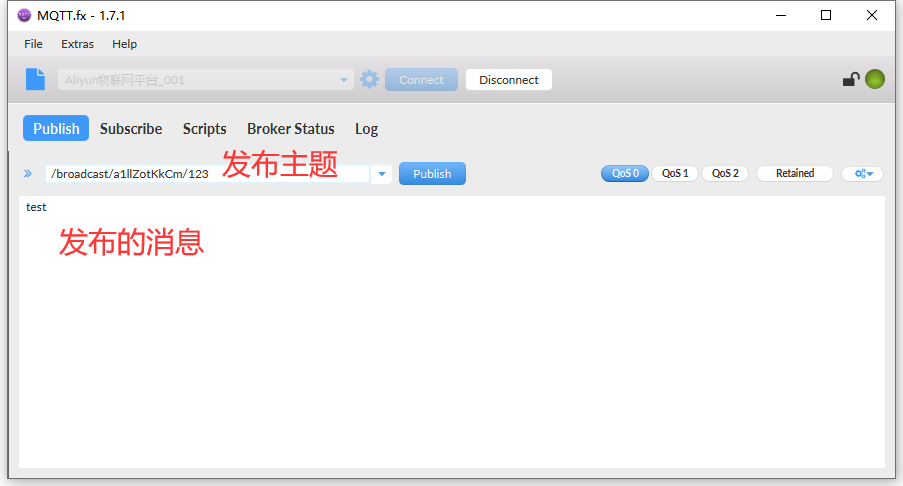 MQTT.fx - 1.7.1
File Extras Help
Aliyun物联网平台_001 Connect Disconnect
Publish Subscribe Scripts Broker Status Log
/broadcast/a1llZotKkCm/123 发布主题 Publish QoS 0 QoS 1 QoS 2 Retained
test
发布的消息